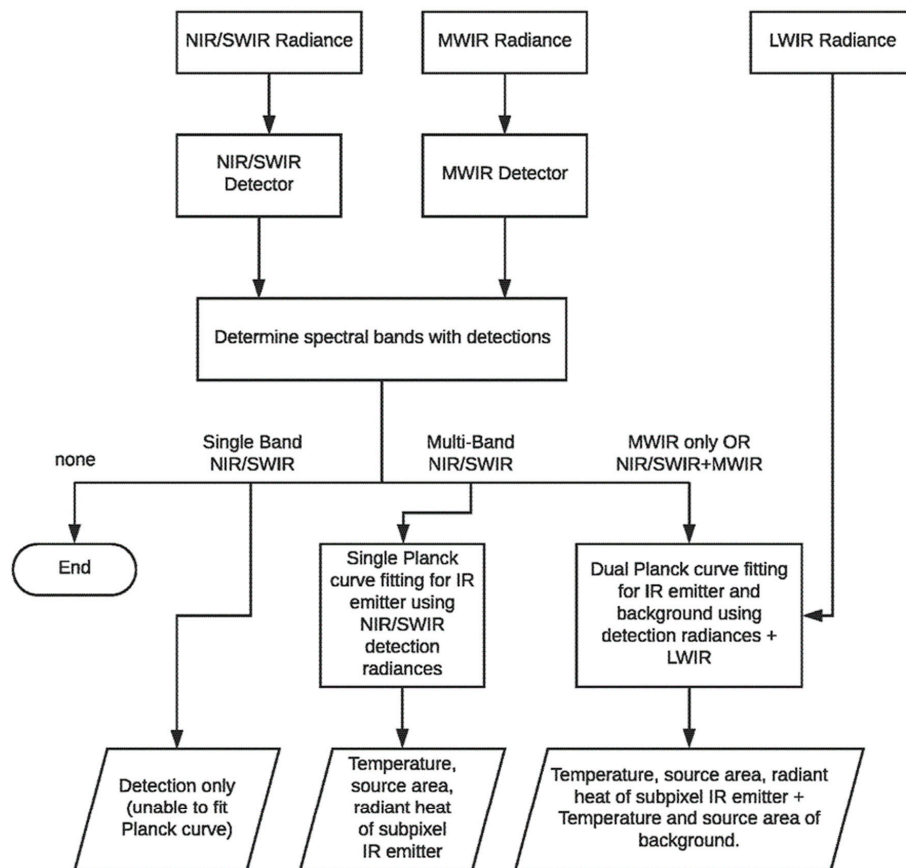 NIR/SWIR Radiance
MWIR Radiance
LWIR Radiance
NIR/SWIR
Detector
MWIR Detector
Determine spectral bands with detections
none
Single Band
NIR/SWIR
Multi-Band
NIR/SWIR
MWIR only OR
NIR/SWIR+MWIR
End
Single Planck
curve fitting for IR
emitter using
NIR/SWIR
detection
radiances
Dual Planck curve fitting
for IR emitter and
background using
detection radiances +
LWIR
Detection only
(unable to fit
Planck curve)
Temperature,
source area,
radiant heat
of subpixel
IR emitter
Temperature, source area, radiant
heat of subpixel IR emitter +
Temperature and source area of
background.